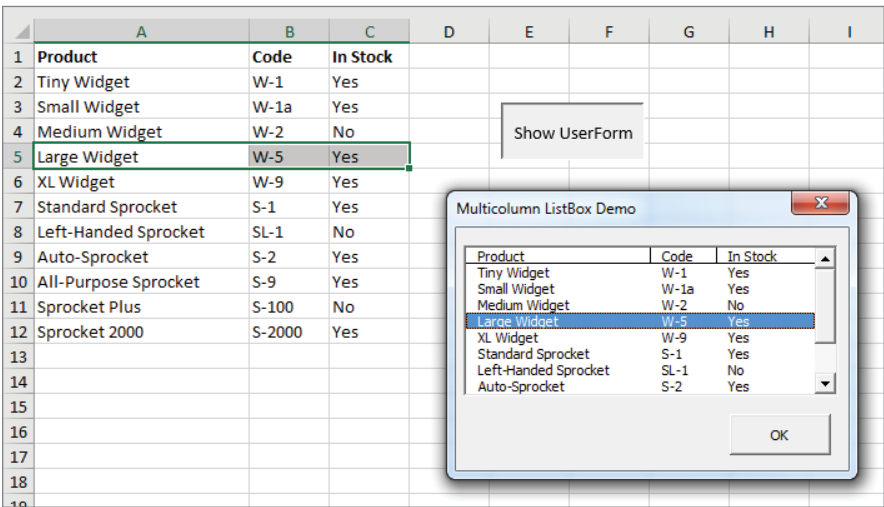 A B C D E F G H I
1 Product Code In Stock
2 Tiny Widget W-1 Yes
3 Small Widget W-1a Yes
4 Medium Widget W-2 No
5 Large Widget W-5 Yes
6 XL Widget W-9 Yes
7 Standard Sprocket S-1 Yes
8 Left-Handed Sprocket SL-1 No
9 Auto-Sprocket S-2 Yes
10 All-Purpose Sprocket S-9 Yes
11 Sprocket Plus S-100 No
12 Sprocket 2000 S-2000 Yes
13
14
15
16
17
18
19
Show UserForm
Multicolumn ListBox Demo
Product Code In Stock
Tiny Widget W-1 Yes
Small Widget W-1a Yes
Medium Widget W-2 No
Large Widget W-5 Yes
XL Widget W-9 Yes
Standard Sprocket S-1 Yes
Left-Handed Sprocket SL-1 No
Auto-Sprocket S-2 Yes
OK